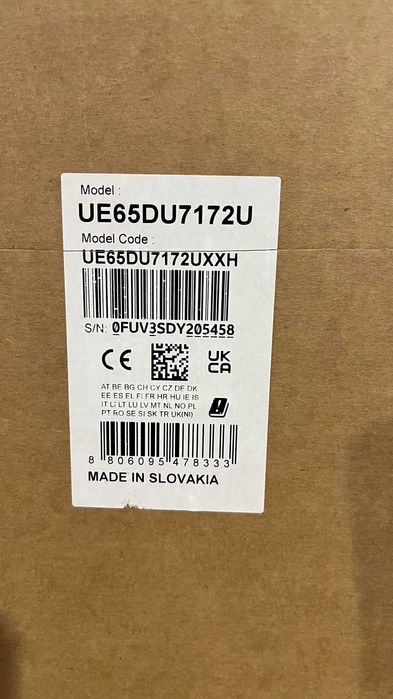 Model :
UE65DU7172U
Model Code :
UE65DU7172UXXH
S/N: 0FUV3SDY205458
CE
UK
CA
AT BE BG CH CY CZ DE DK
EE ES EL FI FR HR HU IE IS
IT LI LT LU LV MT NL NO PL
PT RO SE SI SK TR UK(NI)
8 806095 478333
MADE IN SLOVAKIA